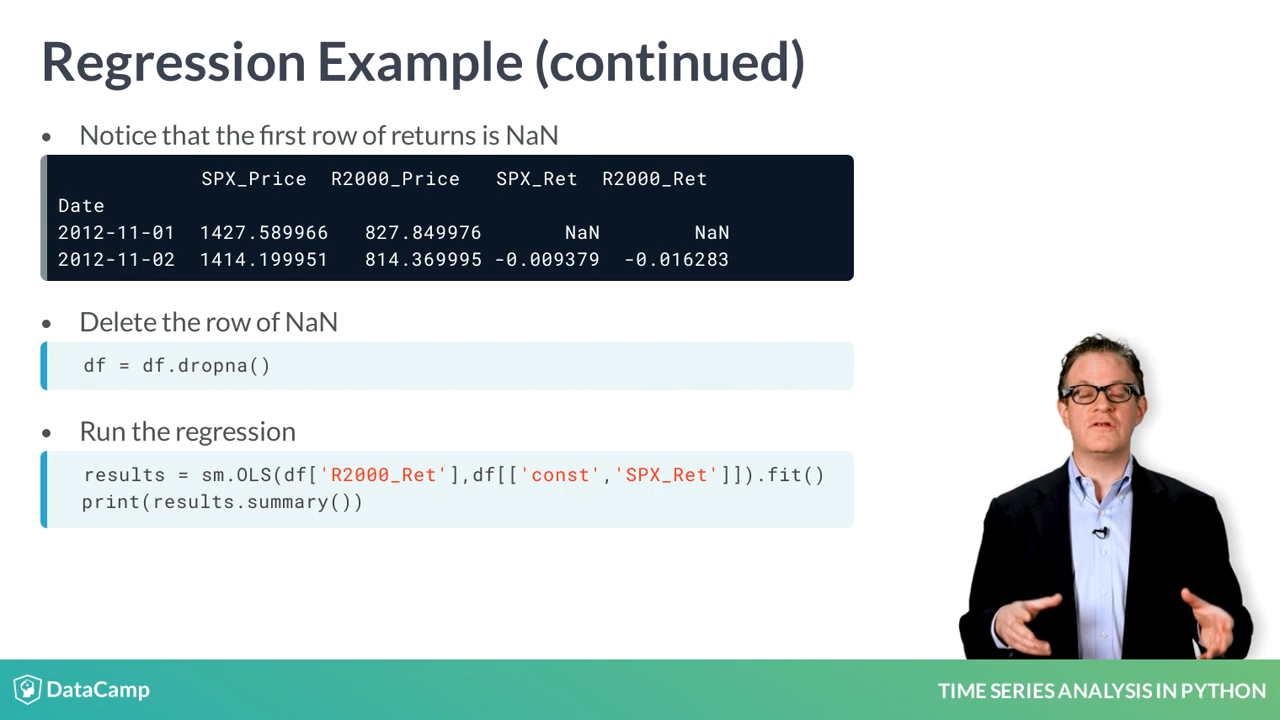 Regression Example (continued)
• Notice that the first row of returns is NaN
SPX_Price R2000_Price SPX_Ret R2000_Ret
Date
2012-11-01 1427.589966 827.849976 NaN NaN
2012-11-02 1414.199951 814.369995 -0.009379 -0.016283
• Delete the row of NaN
df = df.dropna()
• Run the regression
results = sm.OLS(df['R2000_Ret'],df[['const','SPX_Ret']]).fit()
print(results.summary())
DataCamp
TIME SERIES ANALYSIS IN PYTHON